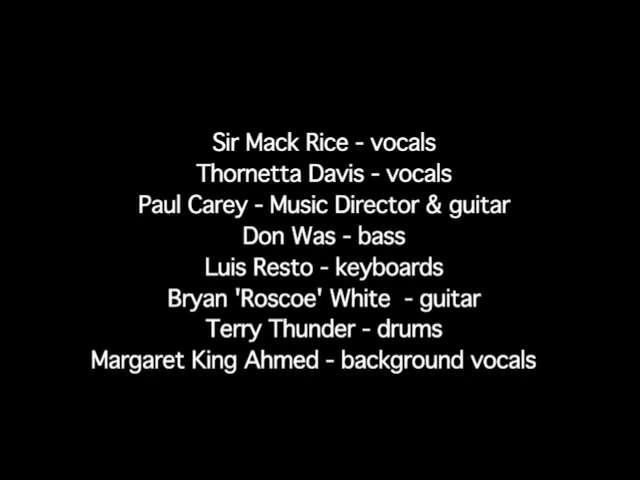 Sir Mack Rice - vocals
Thornetta Davis - vocals
Paul Carey - Music Director & guitar
Don Was - bass
Luis Resto - keyboards
Bryan 'Roscoe' White  - guitar
Terry Thunder - drums
Margaret King Ahmed - background vocals